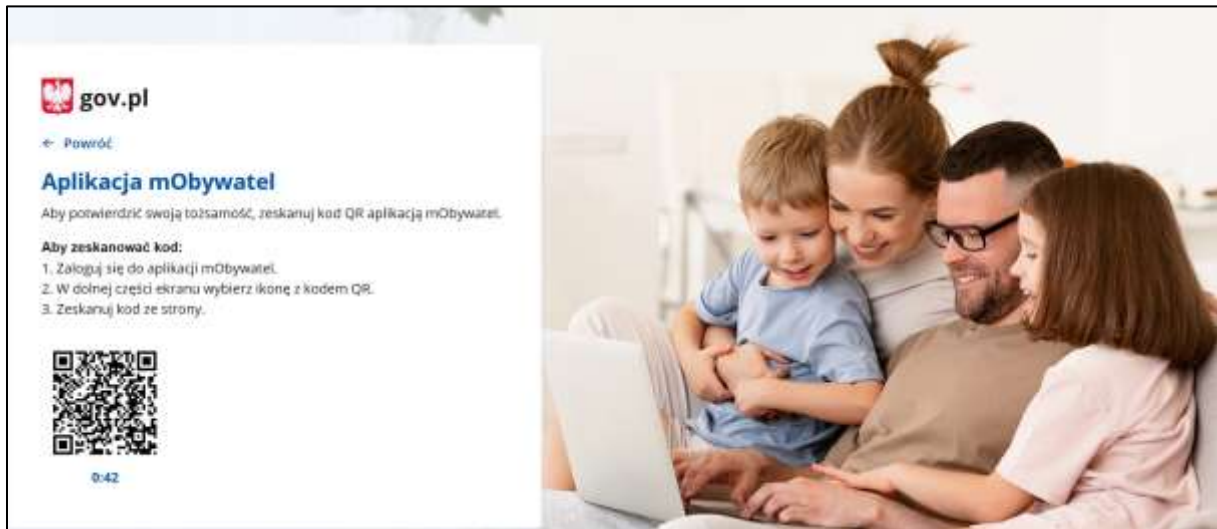 gov.pl
← Powróć
Aplikacja mObywatel
Aby potwierdzić swoją tożsamość, zeskanuj kod QR aplikacją mObywatel.
Aby zeskanować kod:
1. Zaloguj się do aplikacji mObywatel.
2. W dolnej części ekranu wybierz ikonę z kodem QR.
3. Zeskanuj kod ze strony.
0:42